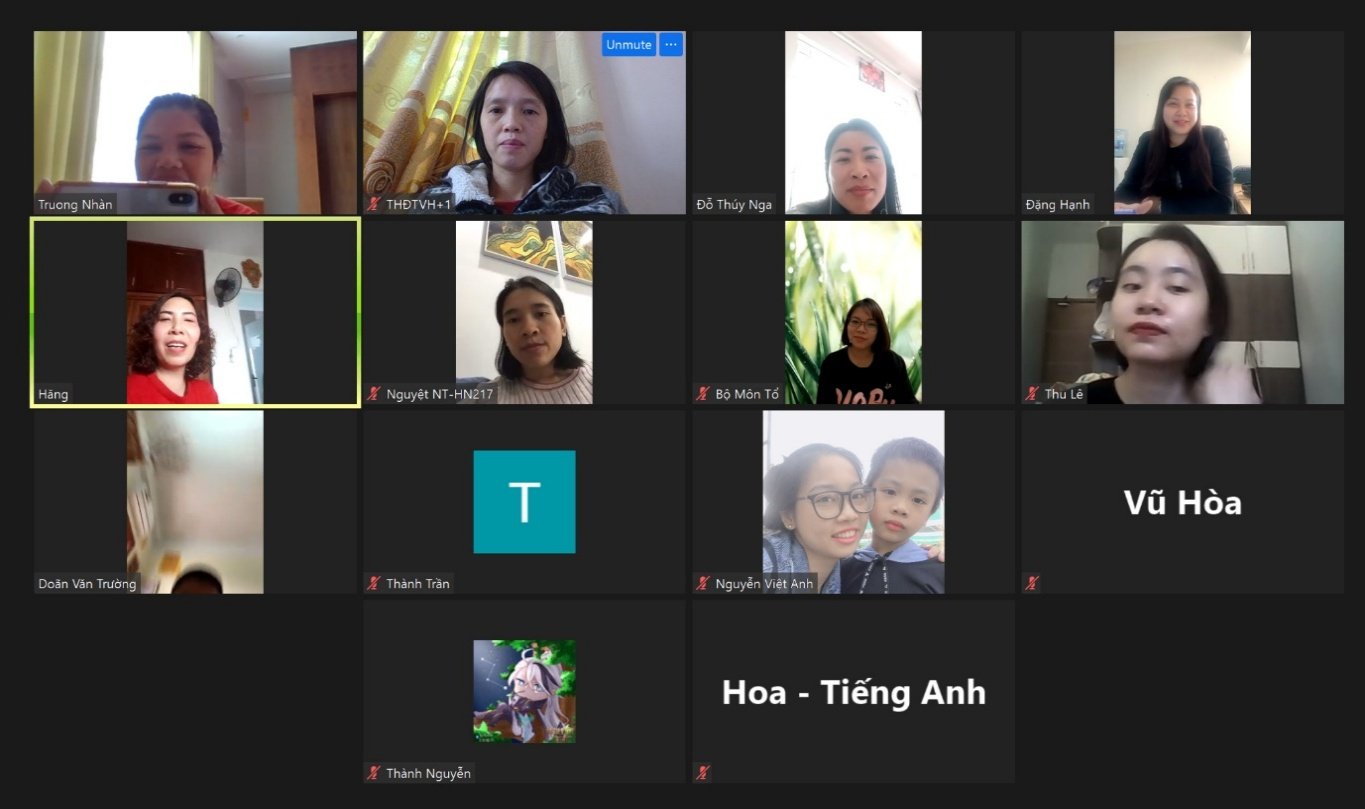 Unmute ...
Truong Nhàn
THĐTVH+1
Đỗ Thúy Nga
Đặng Hạnh
Hăng
Nguyệt NT-HN217
Bộ Môn Tổ
Thu Lê
Doãn Văn Trường
T
Thành Trần
Nguyễn Việt Anh
Vũ Hòa
Thành Nguyễn
Hoa - Tiếng Anh